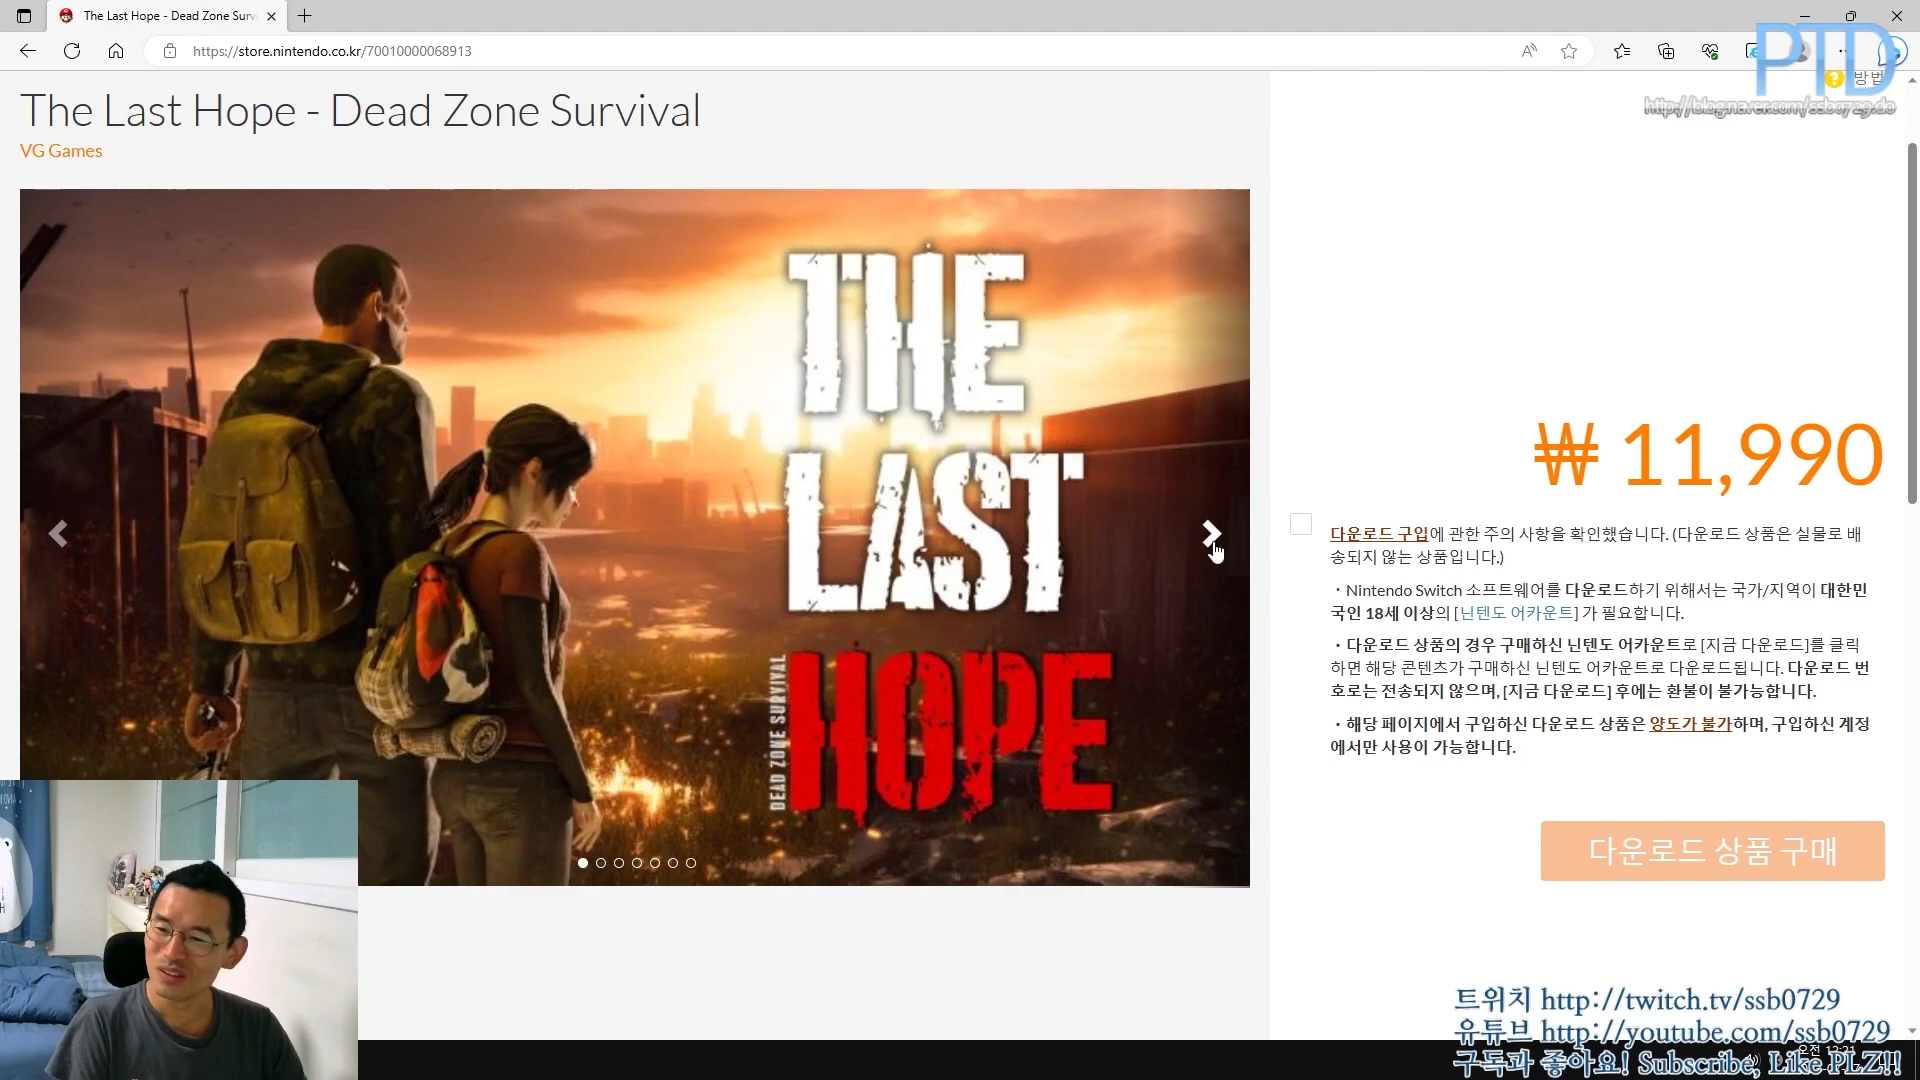 The Last Hope - Dead Zone Surv
https://store.nintendo.co.kr/70010000068913
PTD
방법
http://blog.naver.com/ssb0729.do
The Last Hope - Dead Zone Survival
VG Games
THE
LAST
HOPE
DEAD ZONE SURVIVAL
₩ 11,990
다운로드 구입에 관한 주의 사항을 확인했습니다. (다운로드 상품은 실물로 배
송되지 않는 상품입니다.)
・Nintendo Switch 소프트웨어를 다운로드하기 위해서는 국가/지역이 대한민
국인 18세 이상의 [닌텐도 어카운트] 가 필요합니다.
・다운로드 상품의 경우 구매하신 닌텐도 어카운트로 [지금 다운로드]를 클릭
하면 해당 콘텐츠가 구매하신 닌텐도 어카운트로 다운로드됩니다. 다운로드 번
호로는 전송되지 않으며, [지금 다운로드] 후에는 환불이 불가능합니다.
・해당 페이지에서 구입하신 다운로드 상품은 양도가 불가하며, 구입하신 계정
에서만 사용이 가능합니다.
다운로드 상품 구매
트위치 http://twitch.tv/ssb0729
유튜브 http://youtube.com/ssb0729
오전 12:21
구독과 좋아요! Subscribe, Like PLZ!!